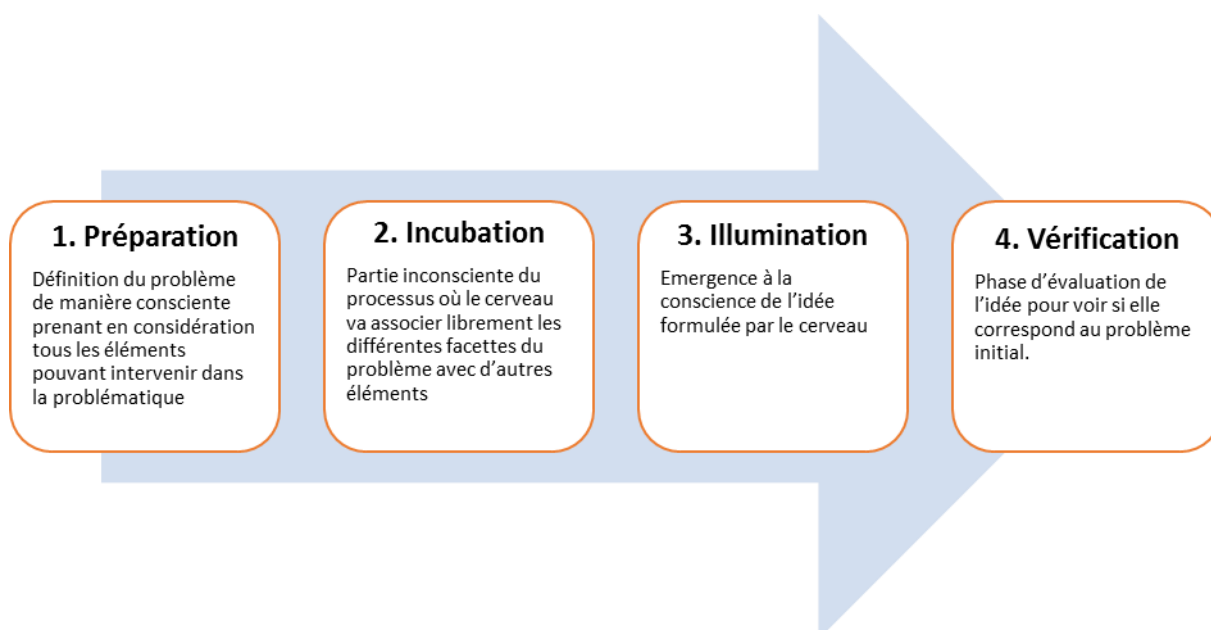 1. Préparation
Définition du problème
de manière consciente
prenant en considération
tous les éléments
pouvant intervenir dans
la problématique
2. Incubation
Partie inconsciente du
processus où le cerveau
va associer librement les
différentes facettes du
problème avec d’autres
éléments
3. Illumination
Emergence à la
conscience de l’idée
formulée par le cerveau
4. Vérification
Phase d’évaluation de
l’idée pour voir si elle
correspond au problème
initial.